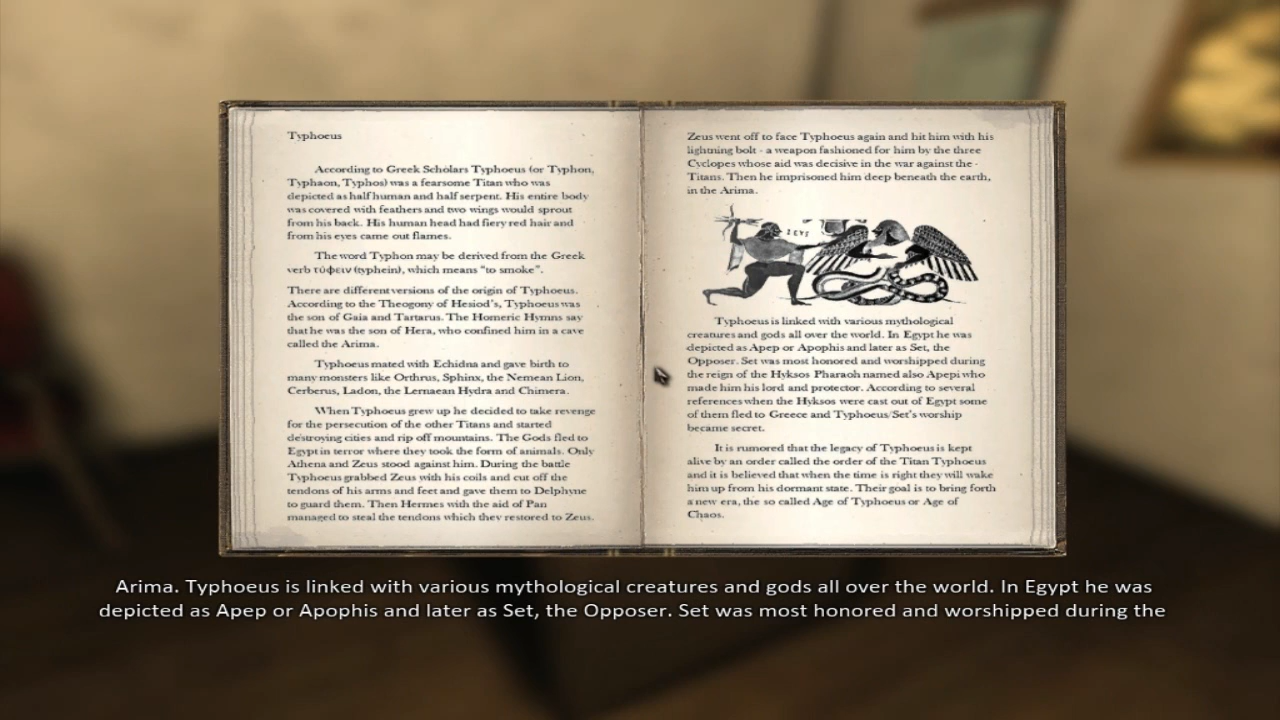 Typhoeus
According to Greek Scholars Typhoeus (or Typhon,
Typhaon, Typhos) was a fearsome Titan who was
depicted as half human and half serpent. His entire body
was covered with feathers and two wings would sprout
from his back. His human head had fiery red hair and
from his eyes came out flames.
The word Typhon may be derived from the Greek
verb τύφειν (typhein), which means "to smoke".
There are different versions of the origin of Typhoeus.
According to the Theogony of Hesiod's, Typhoeus was
the son of Gaia and Tartarus. The Homeric Hymns say
that he was the son of Hera, who confined him in a cave
called the Arima.
Typhoeus mated with Echidna and gave birth to
many monsters like Orthrus, Sphinx, the Nemean Lion,
Cerberus, Ladon, the Lernaean Hydra and Chimera.
When Typhoeus grew up he decided to take revenge
for the persecution of the other Titans and started
destroying cities and rip off mountains. The Gods fled to
Egypt in terror where they took the form of animals. Only
Athena and Zeus stood against him. During the battle
Typhoeus grabbed Zeus with his coils and cut off the
tendons of his arms and feet and gave them to Delphyne
to guard them. Then Hermes with the aid of Pan
managed to steal the tendons which they restored to Zeus.
Zeus went off to face Typhoeus again and hit him with his
lightning bolt - a weapon fashioned for him by the three
Cyclopes whose aid was decisive in the war against the
Titans. Then he imprisoned him deep beneath the earth,
in the Arima.
Typhoeus is linked with various mythological
creatures and gods all over the world. In Egypt he was
depicted as Apep or Apophis and later as Set, the
Opposer. Set was most honored and worshipped during
the reign of the Hyksos Pharaoh named also Apepi who
made him his lord and protector. According to several
references when the Hyksos were cast out of Egypt some
of them fled to Greece and Typhoeus/Set's worship
became secret.
It is rumored that the legacy of Typhoeus is kept
alive by an order called the order of the Titan Typhoeus
and it is believed that when the time is right they will wake
him up from his dormant state. Their goal is to bring forth
a new era, the so called Age of Typhoeus or Age of
Chaos.
Arima. Typhoeus is linked with various mythological creatures and gods all over the world. In Egypt he was
depicted as Apep or Apophis and later as Set, the Opposer. Set was most honored and worshipped during the